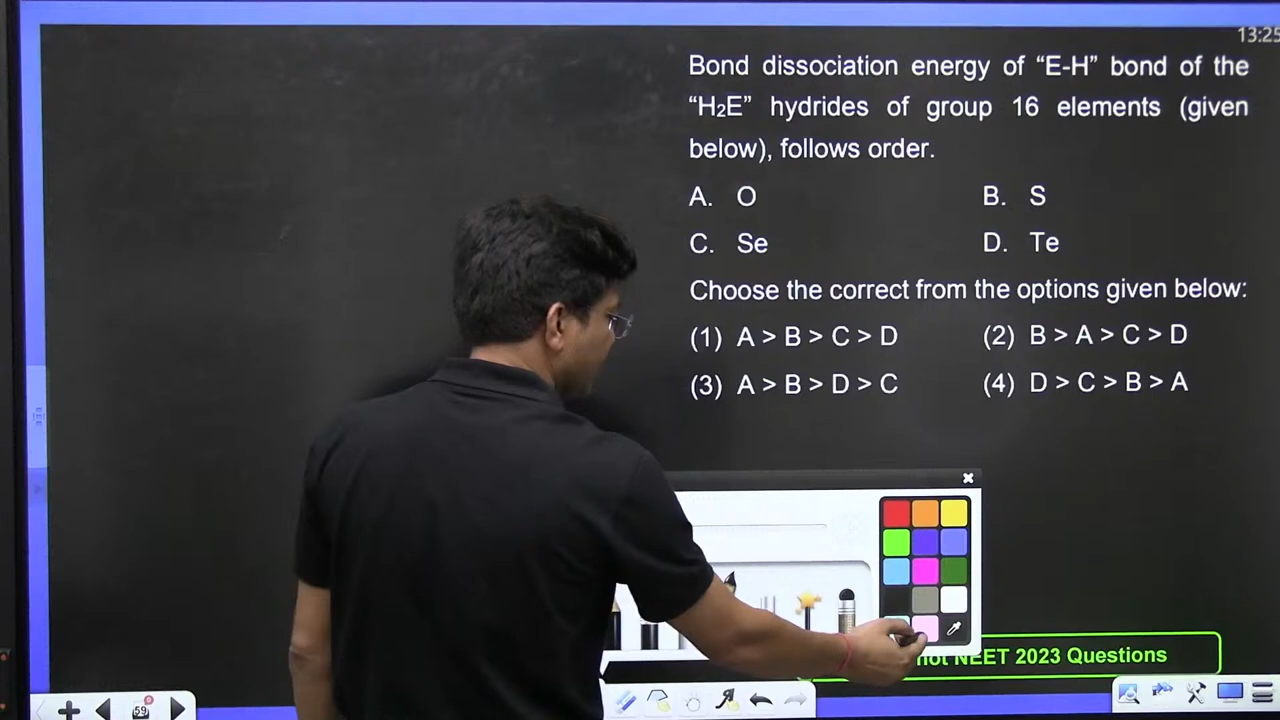 13:25
Bond dissociation energy of “E-H” bond of the
“H₂E” hydrides of group 16 elements (given
below), follows order.
A. O B. S
C. Se D. Te
Choose the correct from the options given below:
(1) A > B > C > D (2) B > A > C > D
(3) A > B > D > C (4) D > C > B > A
NEET 2023 Questions
59